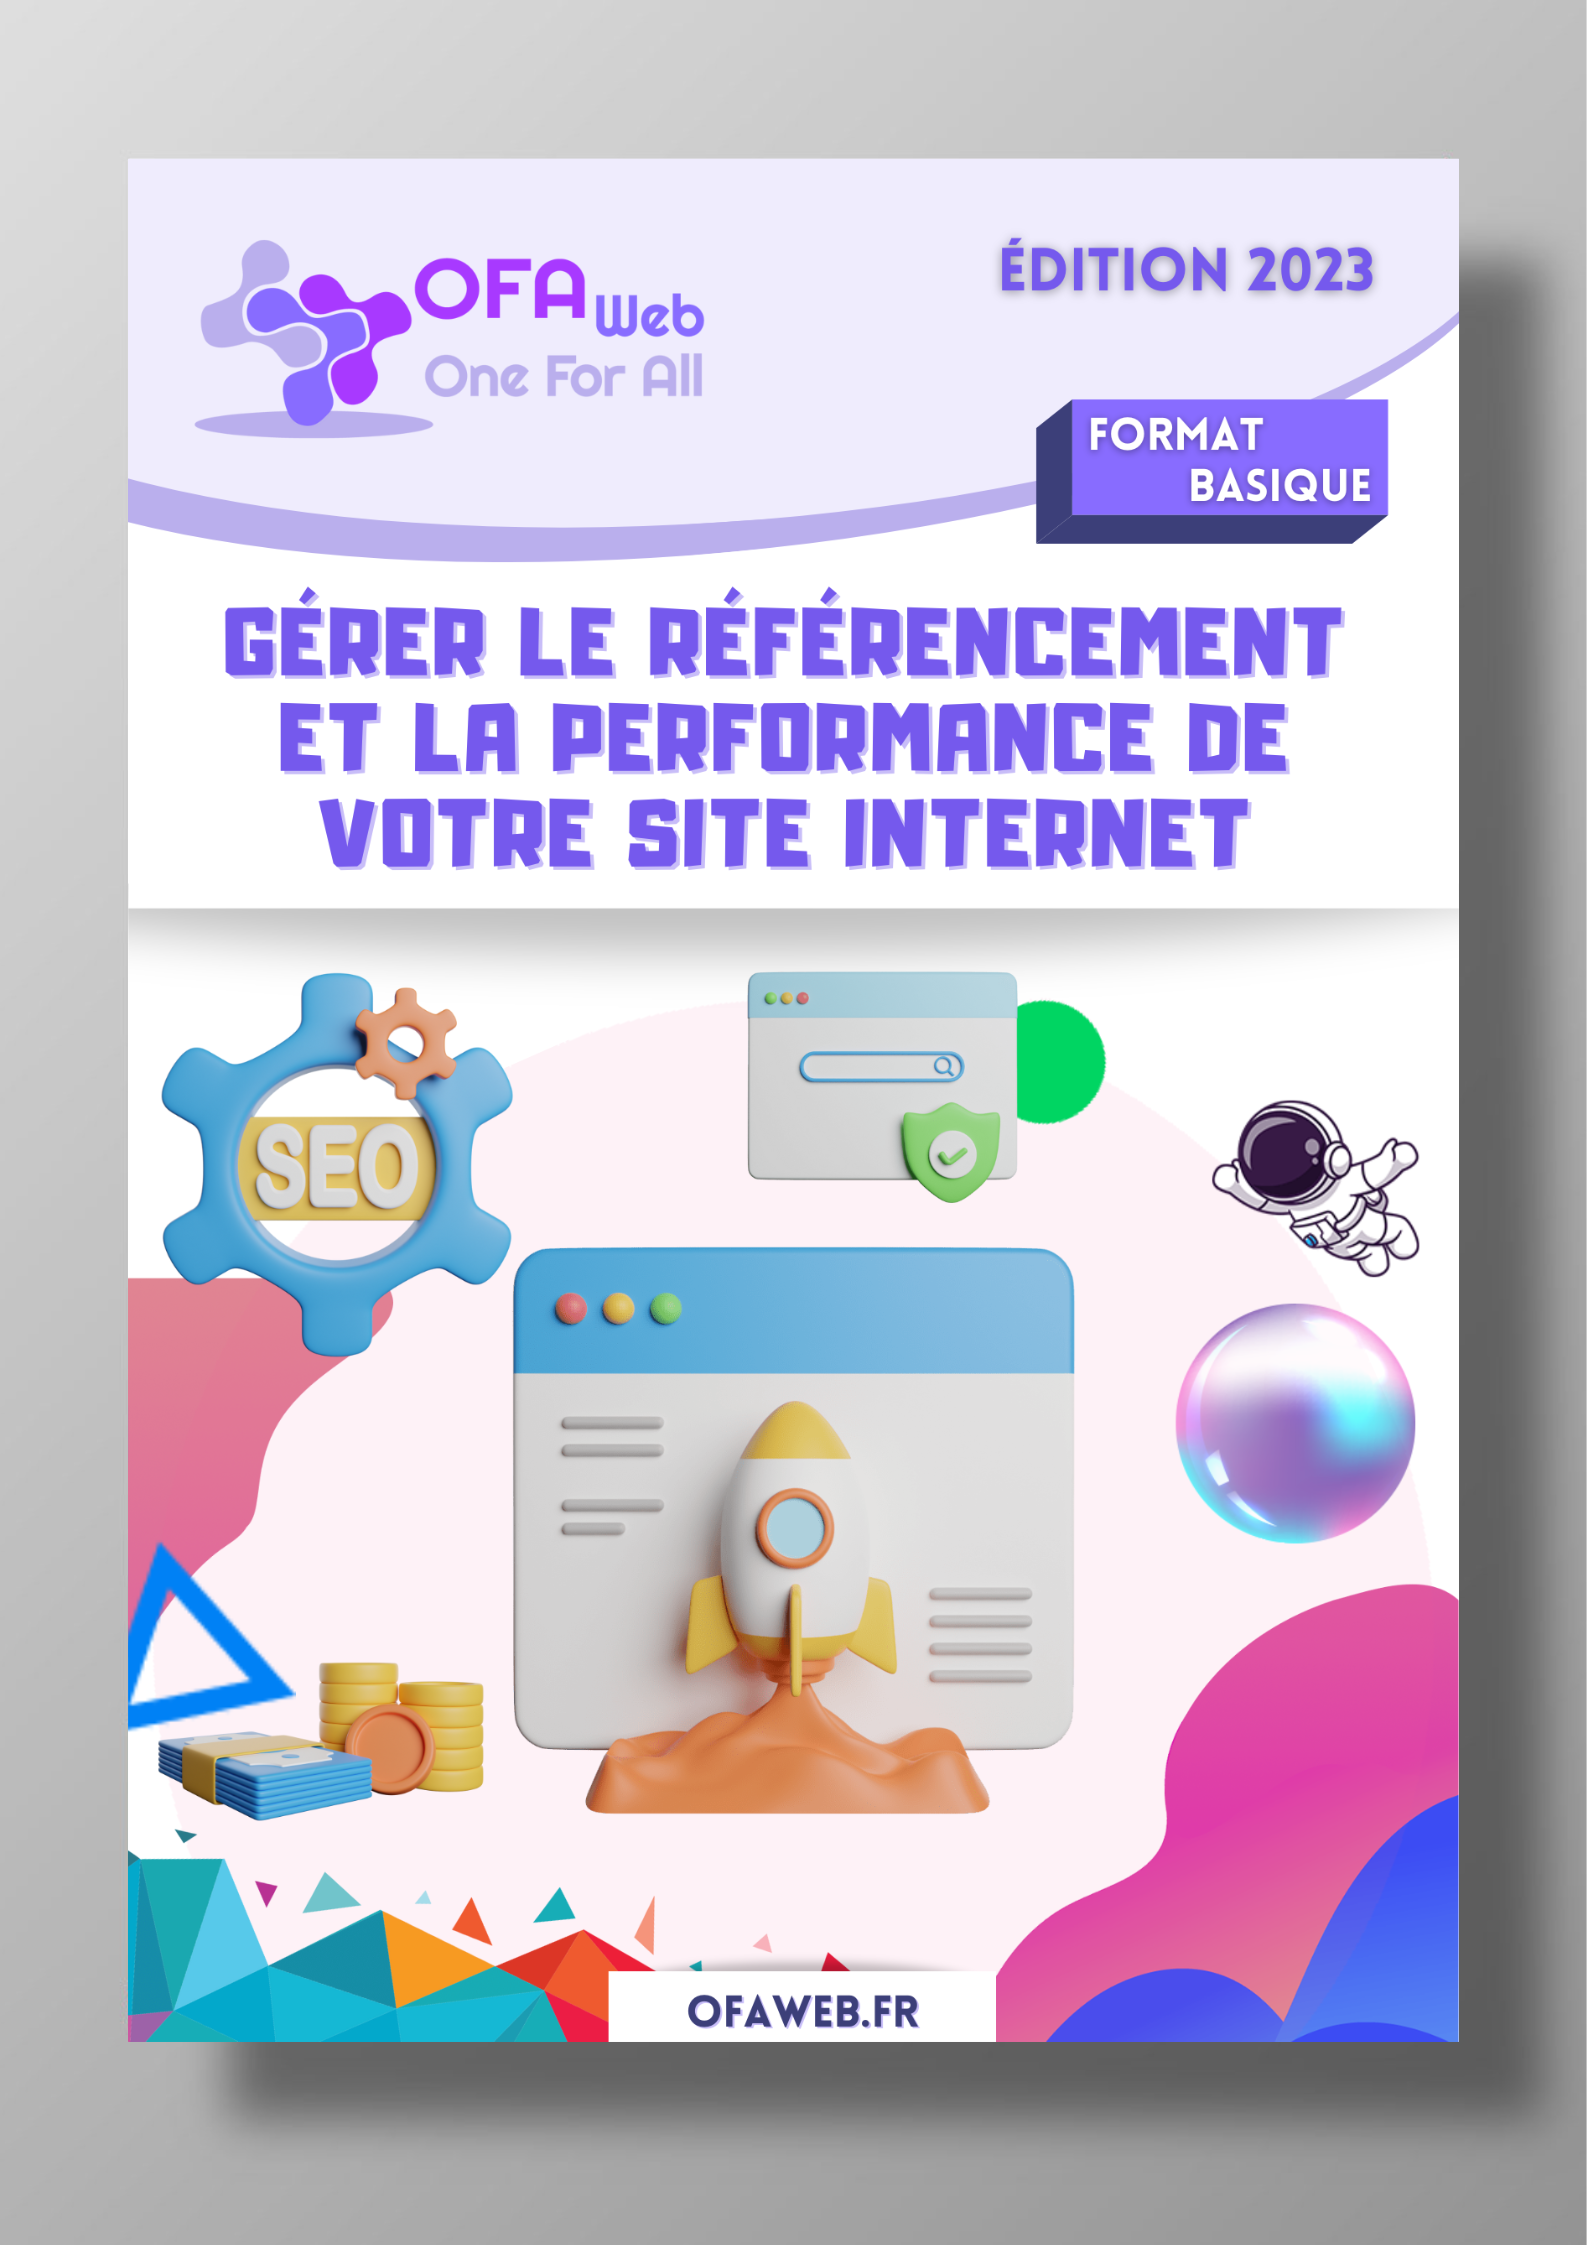 OFA Web
One For All
ÉDITION 2023
FORMAT
BASIQUE
GÉRER LE RÉFÉRENCEMENT
ET LA PERFORMANCE DE
VOTRE SITE INTERNET
SEO
OFAWEB.FR